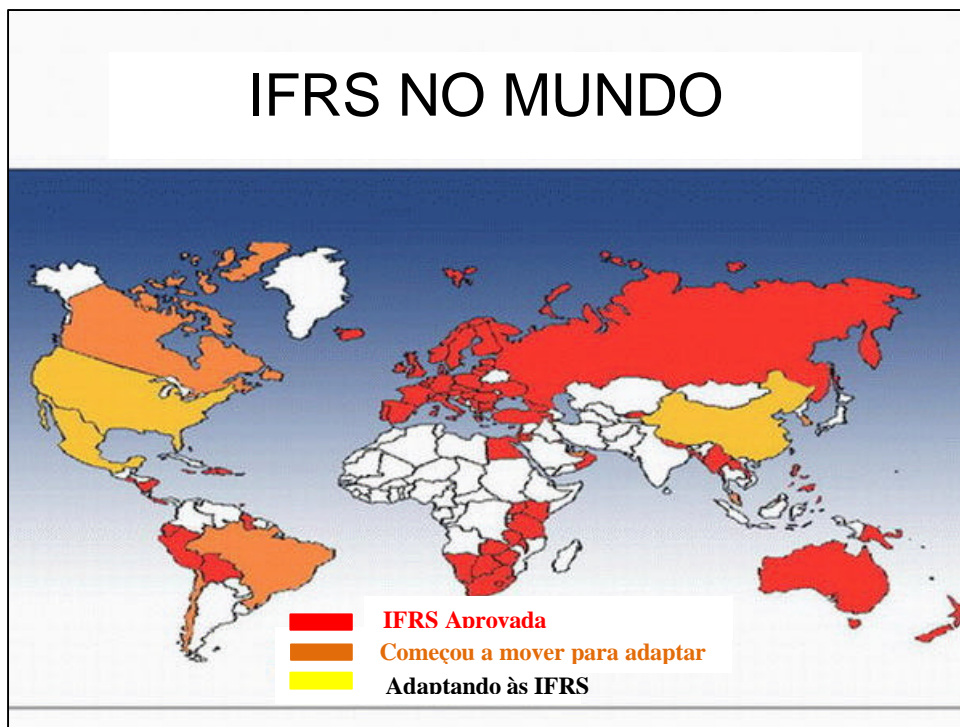 IFRS NO MUNDO
IFRS Aprovada
Começou a mover para adaptar
Adaptando às IFRS